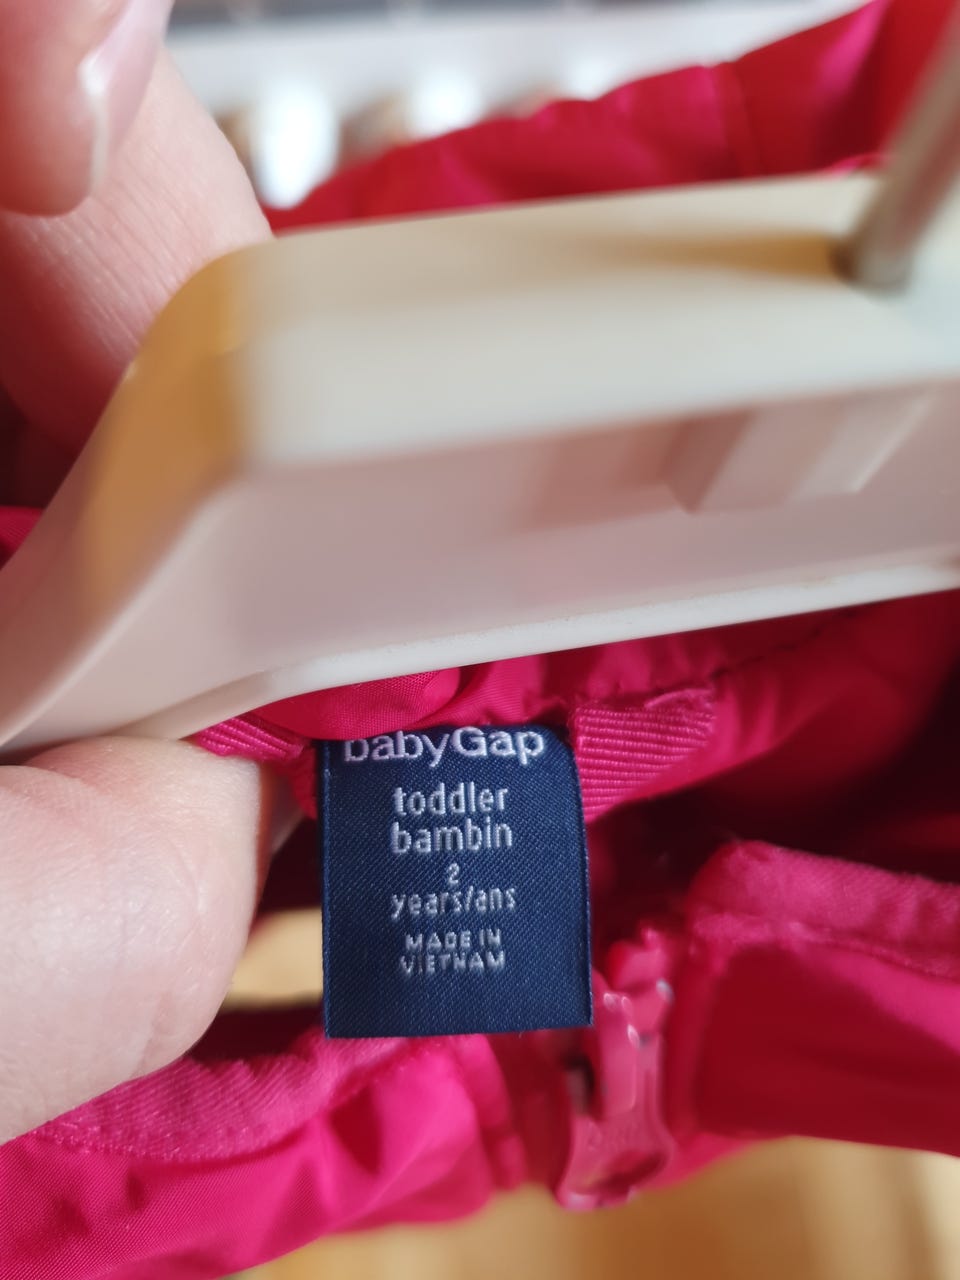 babyGap
toddler
bambin
2
years/ans
MADE IN
VIETNAM